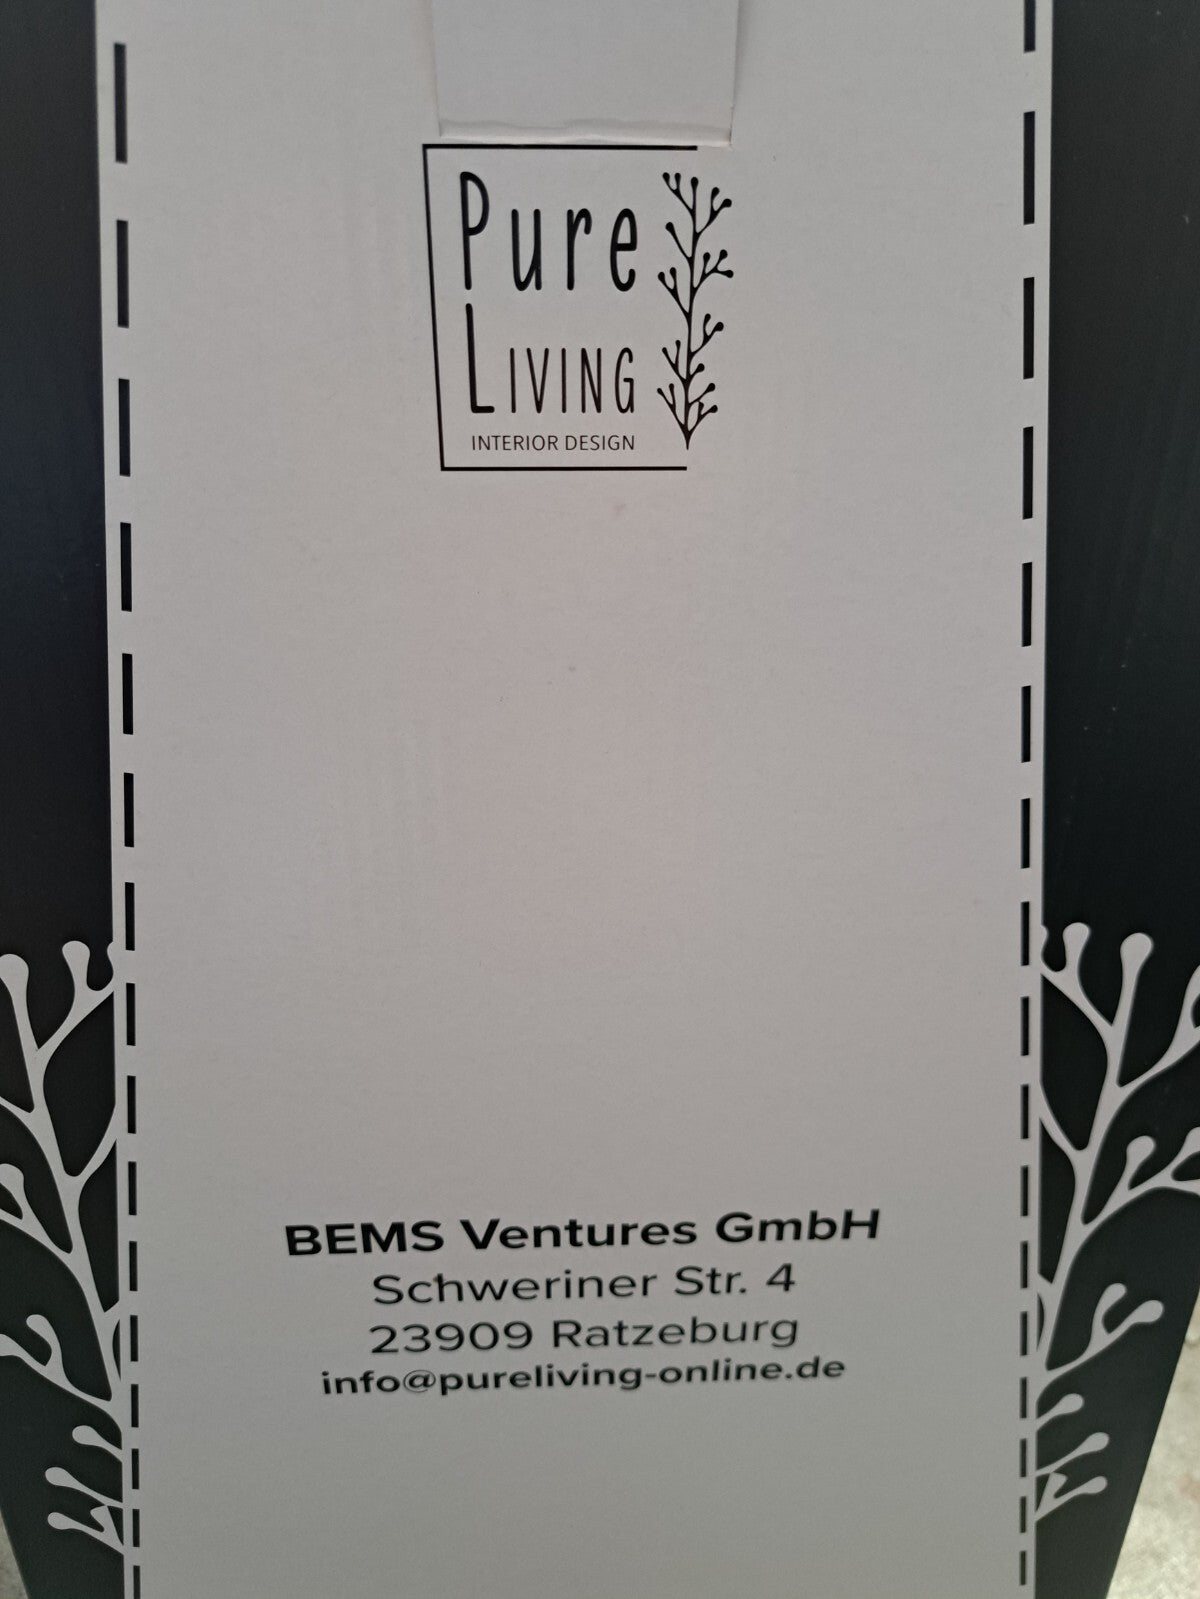 Pure
LIVING
INTERIOR DESIGN
BEMS Ventures GmbH
Schweriner Str. 4
23909 Ratzeburg
info@pureliving-online.de